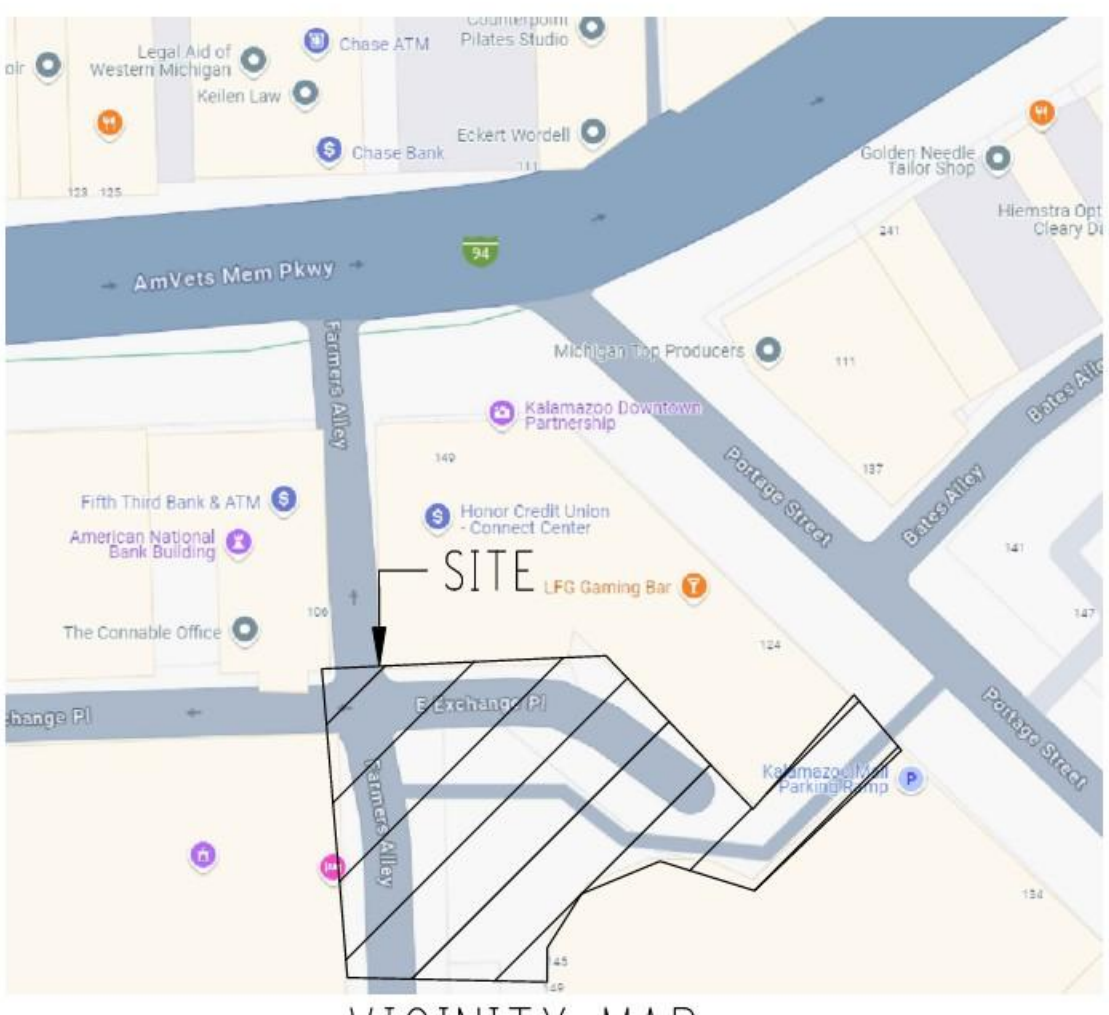 Counterpoint
Pilates Studio
Chase ATM
Legal Aid of
Western Michigan
oir
Keilen Law
Eckert Wordell
Chase Bank
111
Golden Needle
Tailor Shop
123 125
Hiemstra Opt
Cleary Da
241
94
AmVets Mem Pkwy
Farmers Alley
Michigan Top Producers
111
Bates Alle
Kalamazoo Downtown
Partnership
149
137
Portage Street
Bates Alley
Fifth Third Bank & ATM
Honor Credit Union
- Connect Center
American National
Bank Building
141
SITE
LFG Gaming Bar
106
147
The Connable Office
124
change Pl
E Exchange Pl
Portage Street
Kalamazoo Mall
Parking Ramp
Farmers Alley
134
145
149
VICINITY MAP